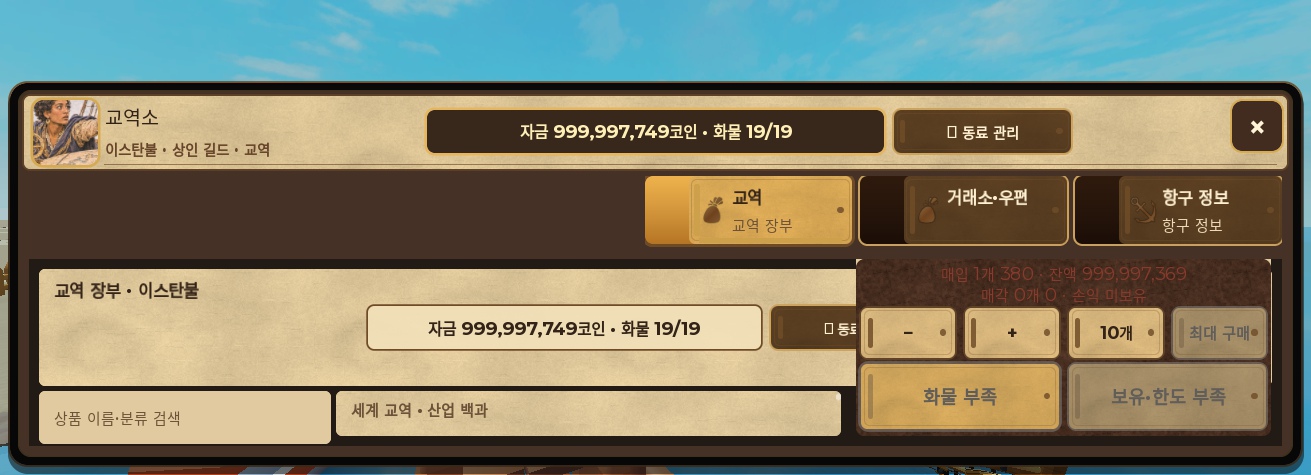 교역소
이스탄불 • 상인 길드 • 교역
자금 999,997,749코인 • 화물 19/19
동료 관리
×
교역
교역 장부
거래소·우편
항구 정보
항구 정보
교역 장부 • 이스탄불
자금 999,997,749코인 • 화물 19/19
동료
매입 1개 380 · 잔액 999,997,369
매각 0개 0 · 손익 미보유
−
+
10개
최대 구매
화물 부족
보유·한도 부족
상품 이름·분류 검색
세계 교역 • 산업 백과